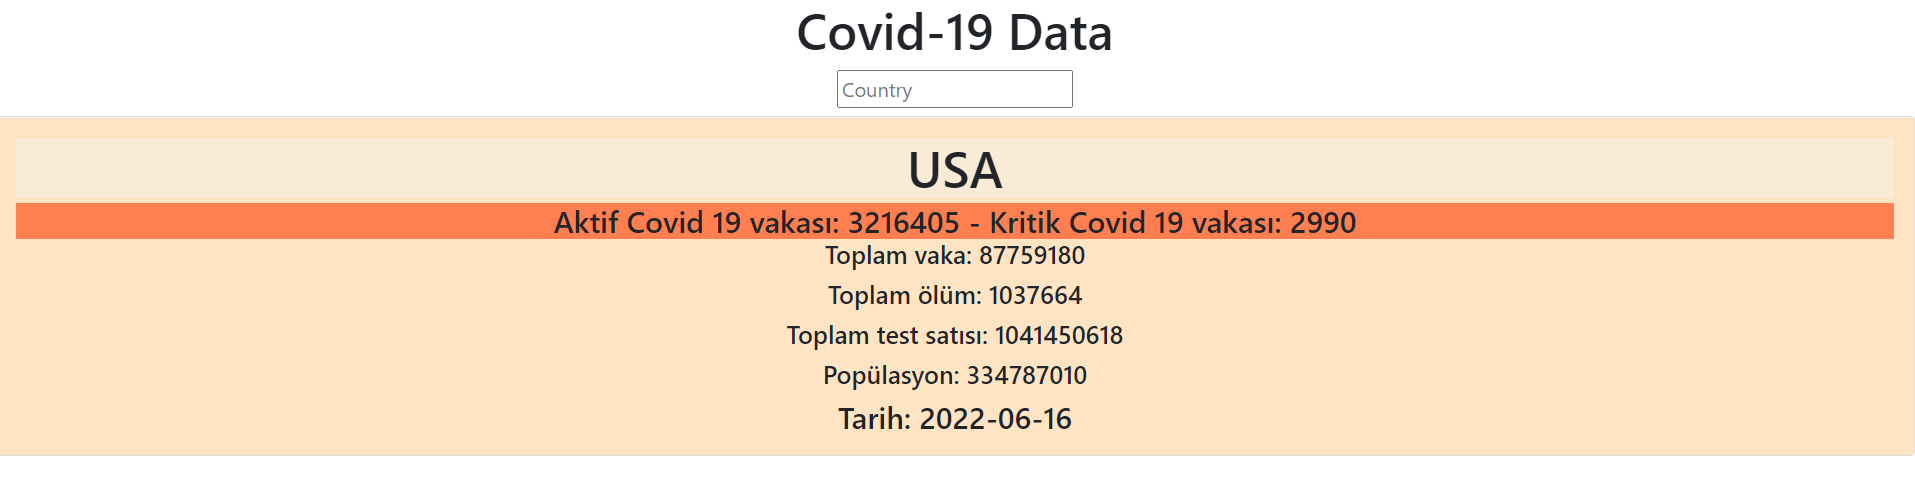 Covid-19 Data
Country
USA
Aktif Covid 19 vakası: 3216405 - Kritik Covid 19 vakası: 2990
Toplam vaka: 87759180
Toplam ölüm: 1037664
Toplam test satısı: 1041450618
Popülasyon: 334787010
Tarih: 2022-06-16